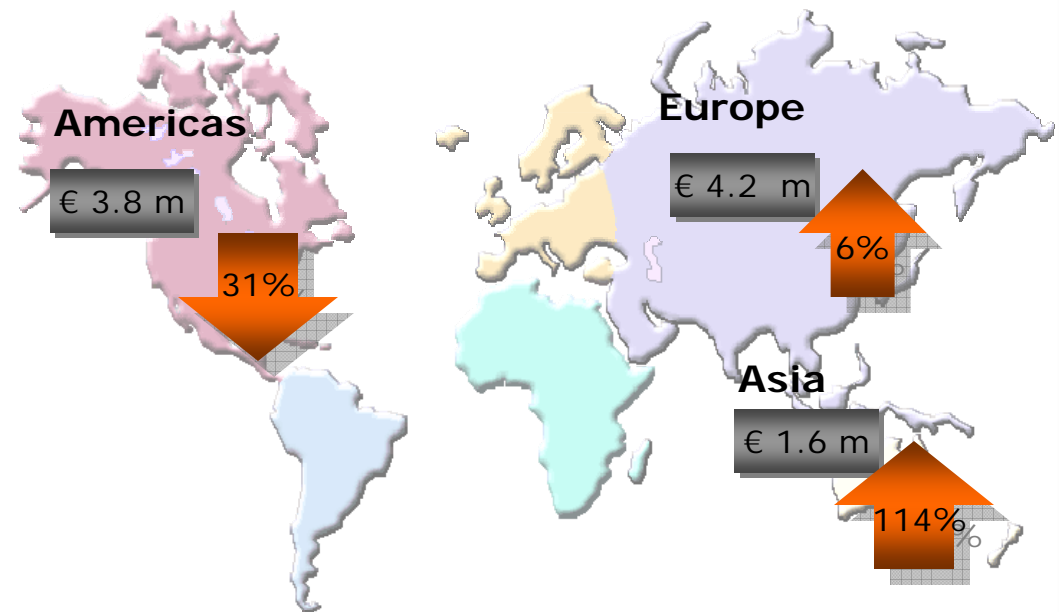 Americas
€ 3.8 m
31%
Europe
€ 4.2 m
6%
Asia
€ 1.6 m
114%